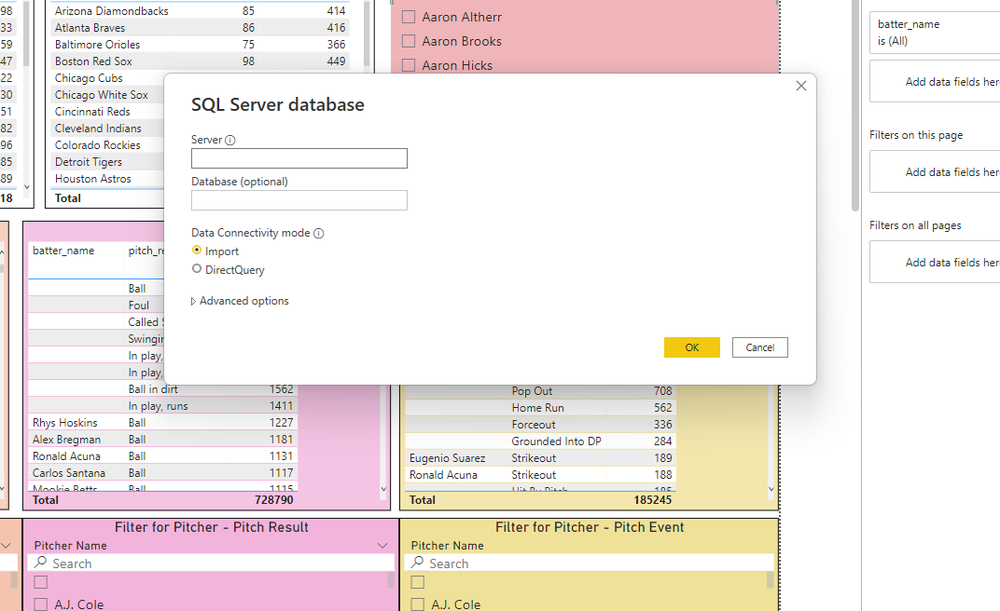 98
33
59
47
22
30
51
82
96
85
89
18
Arizona Diamondbacks 85 414
Atlanta Braves 86 416
Baltimore Orioles 75 366
Boston Red Sox 98 449
Chicago Cubs
Chicago White Sox
Cincinnati Reds
Cleveland Indians
Colorado Rockies
Detroit Tigers
Houston Astros
Total
Aaron Altherr
Aaron Brooks
Aaron Hicks
batter_name
is (All)
Add data fields her
Filters on this page
Add data fields her
Filters on all pages
Add data fields her
SQL Server database
Server
Database (optional)
Data Connectivity mode
Import
DirectQuery
Advanced options
OK Cancel
batter_name pitch_re
Ball
Foul
Called S
Swingin
In play,
In play,
Ball in dirt 1562
In play, runs 1411
Rhys Hoskins Ball 1227
Alex Bregman Ball 1181
Ronald Acuna Ball 1131
Carlos Santana Ball 1117
Mookie Betts Ball 1115
Total 728790
Pop Out 708
Home Run 562
Forceout 336
Grounded Into DP 284
Eugenio Suarez Strikeout 189
Ronald Acuna Strikeout 188
Hit By Pitch 185
Total 185245
Filter for Pitcher - Pitch Result
Pitcher Name
Search
A.J. Cole
Filter for Pitcher - Pitch Event
Pitcher Name
Search
A.J. Cole